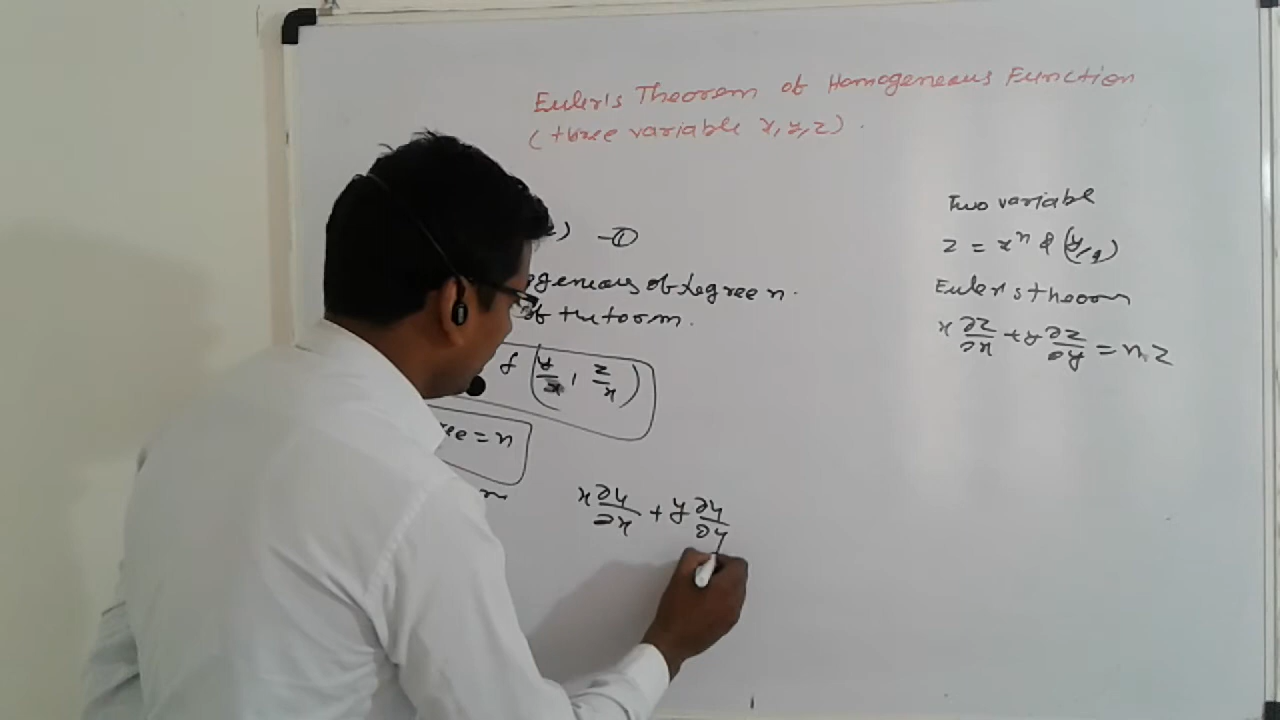 Euler's Theorem of Homogeneous Function
(three variable x, y, z).
) -①
ogeneous of degree n.
of the form.
f (y/x, z/x)
ree = n
x ∂u/∂x + y ∂u/∂y
Two variable
z = x^n f(y/x)
Euler's theorem
x ∂z/∂x + y ∂z/∂y = n.z